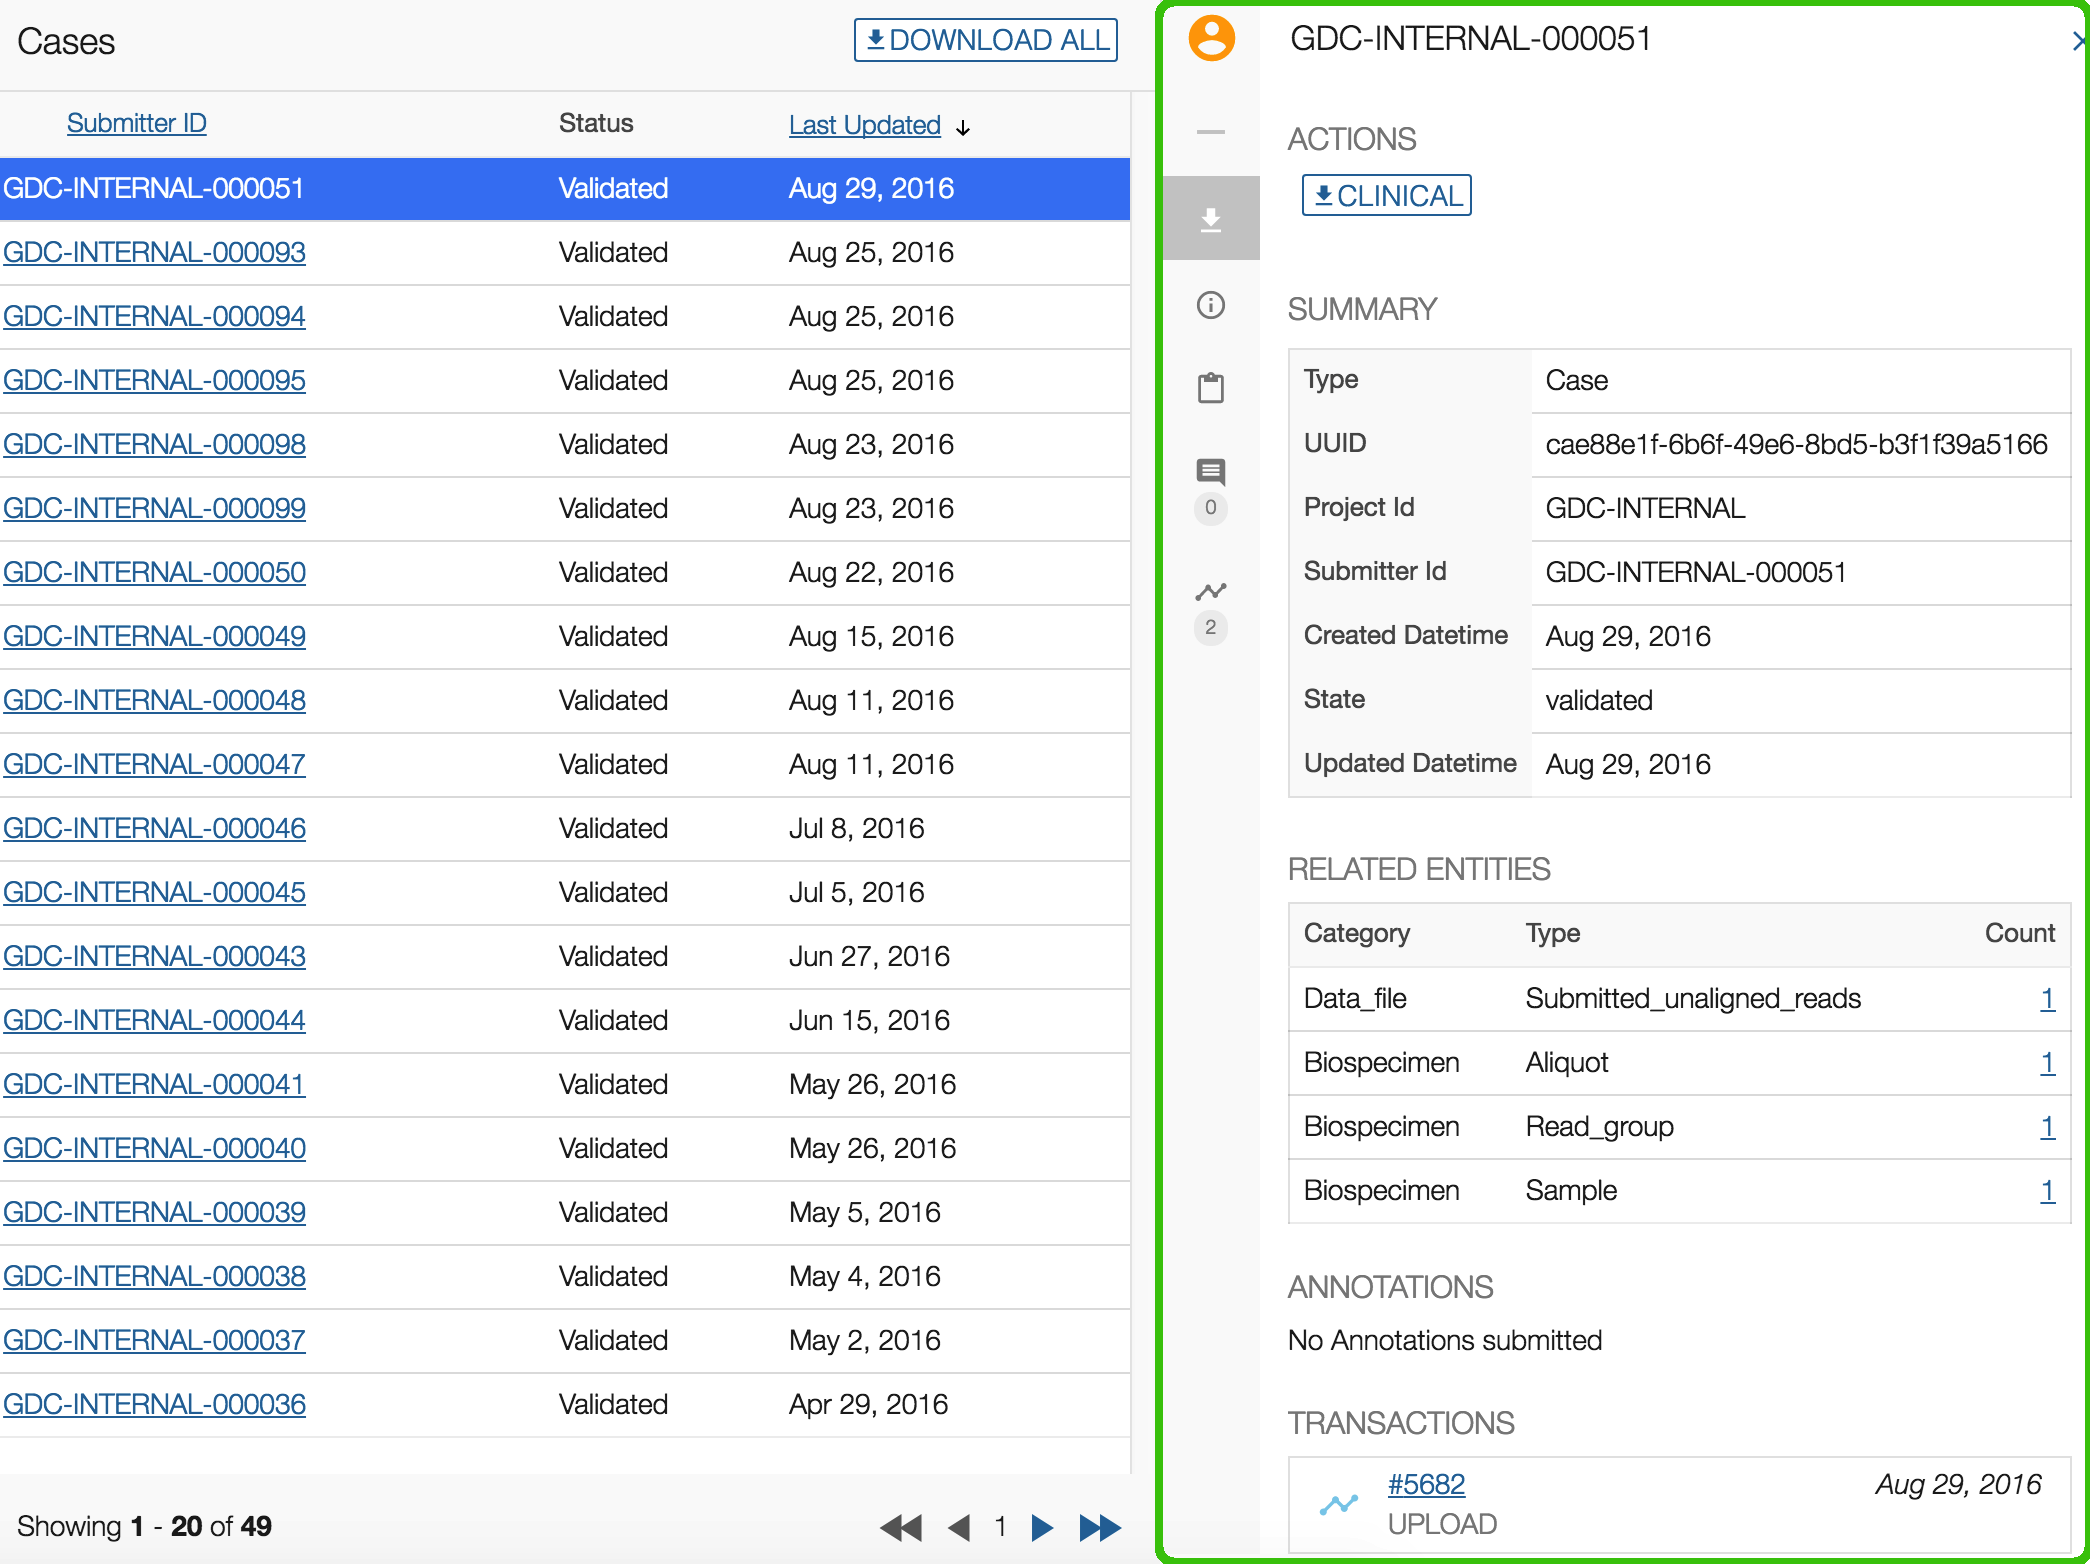 Cases
DOWNLOAD ALL
Submitter ID Status Last Updated
GDC-INTERNAL-000051 Validated Aug 29, 2016
GDC-INTERNAL-000093 Validated Aug 25, 2016
GDC-INTERNAL-000094 Validated Aug 25, 2016
GDC-INTERNAL-000095 Validated Aug 25, 2016
GDC-INTERNAL-000098 Validated Aug 23, 2016
GDC-INTERNAL-000099 Validated Aug 23, 2016
GDC-INTERNAL-000050 Validated Aug 22, 2016
GDC-INTERNAL-000049 Validated Aug 15, 2016
GDC-INTERNAL-000048 Validated Aug 11, 2016
GDC-INTERNAL-000047 Validated Aug 11, 2016
GDC-INTERNAL-000046 Validated Jul 8, 2016
GDC-INTERNAL-000045 Validated Jul 5, 2016
GDC-INTERNAL-000043 Validated Jun 27, 2016
GDC-INTERNAL-000044 Validated Jun 15, 2016
GDC-INTERNAL-000041 Validated May 26, 2016
GDC-INTERNAL-000040 Validated May 26, 2016
GDC-INTERNAL-000039 Validated May 5, 2016
GDC-INTERNAL-000038 Validated May 4, 2016
GDC-INTERNAL-000037 Validated May 2, 2016
GDC-INTERNAL-000036 Validated Apr 29, 2016
Showing 1 - 20 of 49
1
0
2
GDC-INTERNAL-000051
ACTIONS
CLINICAL
SUMMARY
Type Case
UUID cae88e1f-6b6f-49e6-8bd5-b3f1f39a5166
Project Id GDC-INTERNAL
Submitter Id GDC-INTERNAL-000051
Created Datetime Aug 29, 2016
State validated
Updated Datetime Aug 29, 2016
RELATED ENTITIES
Category Type Count
Data_file Submitted_unaligned_reads 1
Biospecimen Aliquot 1
Biospecimen Read_group 1
Biospecimen Sample 1
ANNOTATIONS
No Annotations submitted
TRANSACTIONS
#5682 Aug 29, 2016
UPLOAD